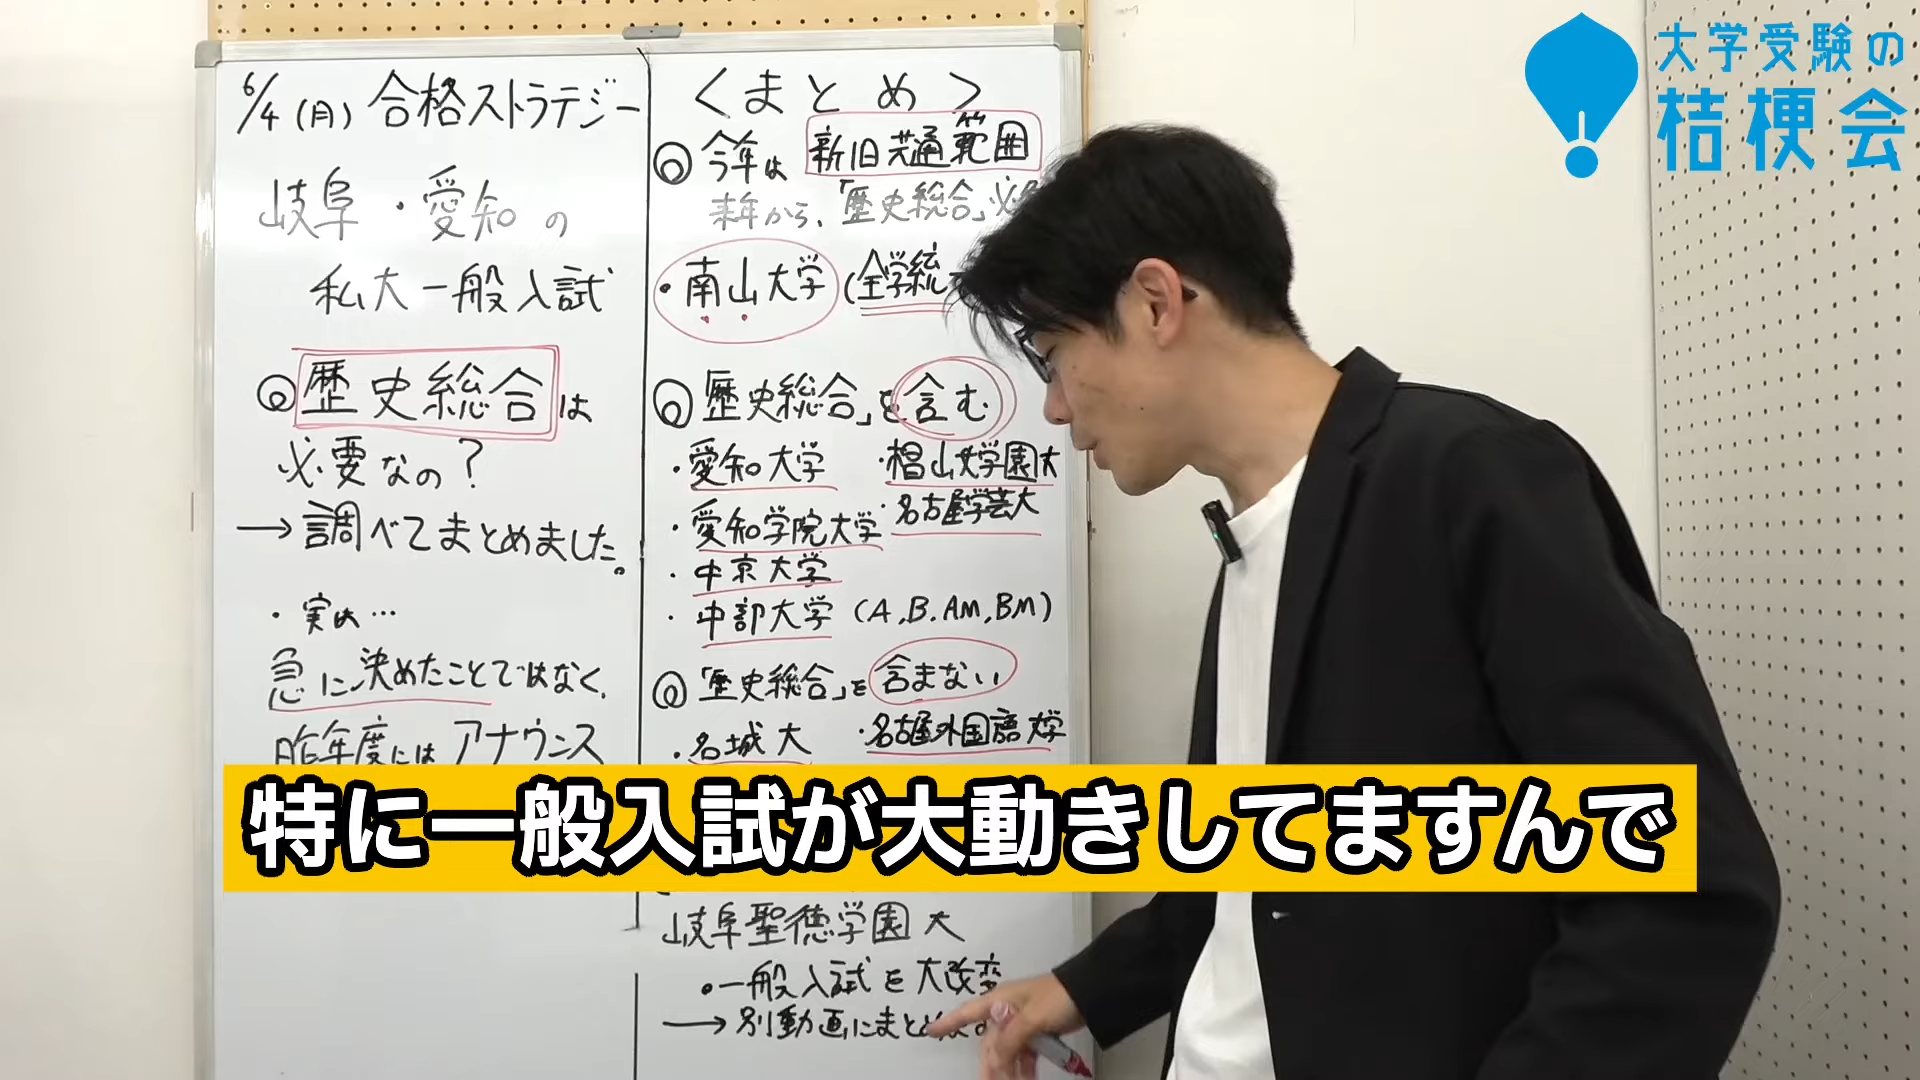 6/4(月)合格ストラテジー
岐阜・愛知の
私大一般入試
◎歴史総合は
必要なの?
→調べてまとめました。
・実は…
急に決めたことではなく、
昨年度にはアナウンス
<まとめ>
◎今年は新旧共通範囲
来年から、「歴史総合」必
・南山大学(全学統
◎歴史総合」を含む
・愛知大学
・椙山女学園大
・愛知学院大学
・名古屋学芸大
・中京大学
・中部大学(A,B,AM,BM)
◎「歴史総合」を含まない
・名城大
・名古屋外国語大学
岐阜聖徳学園大
・一般入試を大改変
→別動画にまとめ
特に一般入試が大動きしてますんで
大学受験の
桔梗会